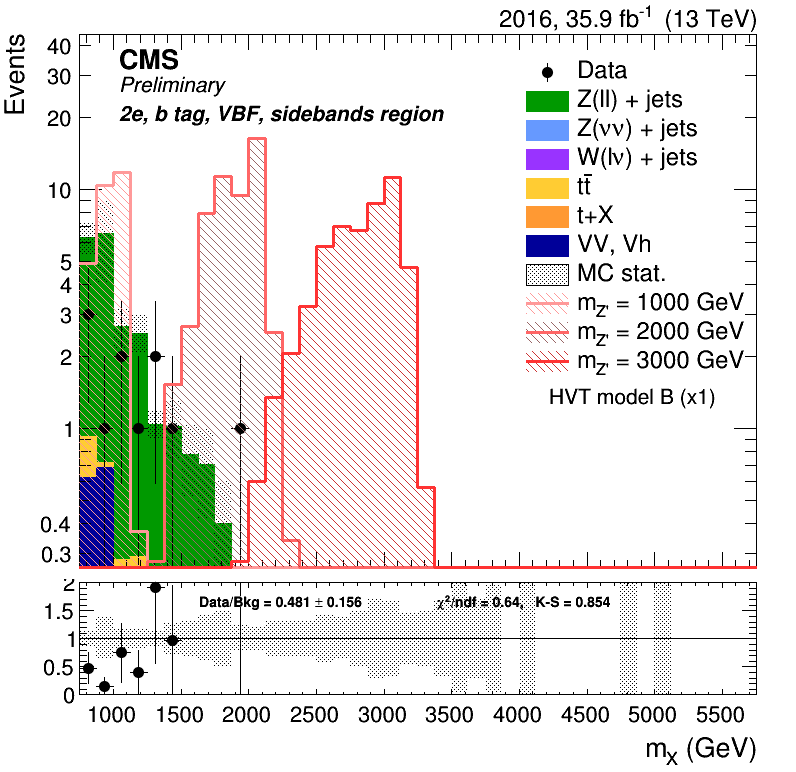 2016, 35.9 fb⁻¹ (13 TeV)
Events
CMS
Preliminary
2e, b tag, VBF, sidebands region
Data
Z(ll) + jets
Z(νν) + jets
W(lν) + jets
tt̄
t+X
VV, Vh
MC stat.
m_Z' = 1000 GeV
m_Z' = 2000 GeV
m_Z' = 3000 GeV
HVT model B (x1)
40
30
20
10
5
4
3
2
1
0.4
0.3
Data/Bkg = 0.481 ± 0.156
χ²/ndf = 0.64, K-S = 0.854
2
1.5
1
0.5
0
1000 1500 2000 2500 3000 3500 4000 4500 5000 5500
m_X (GeV)